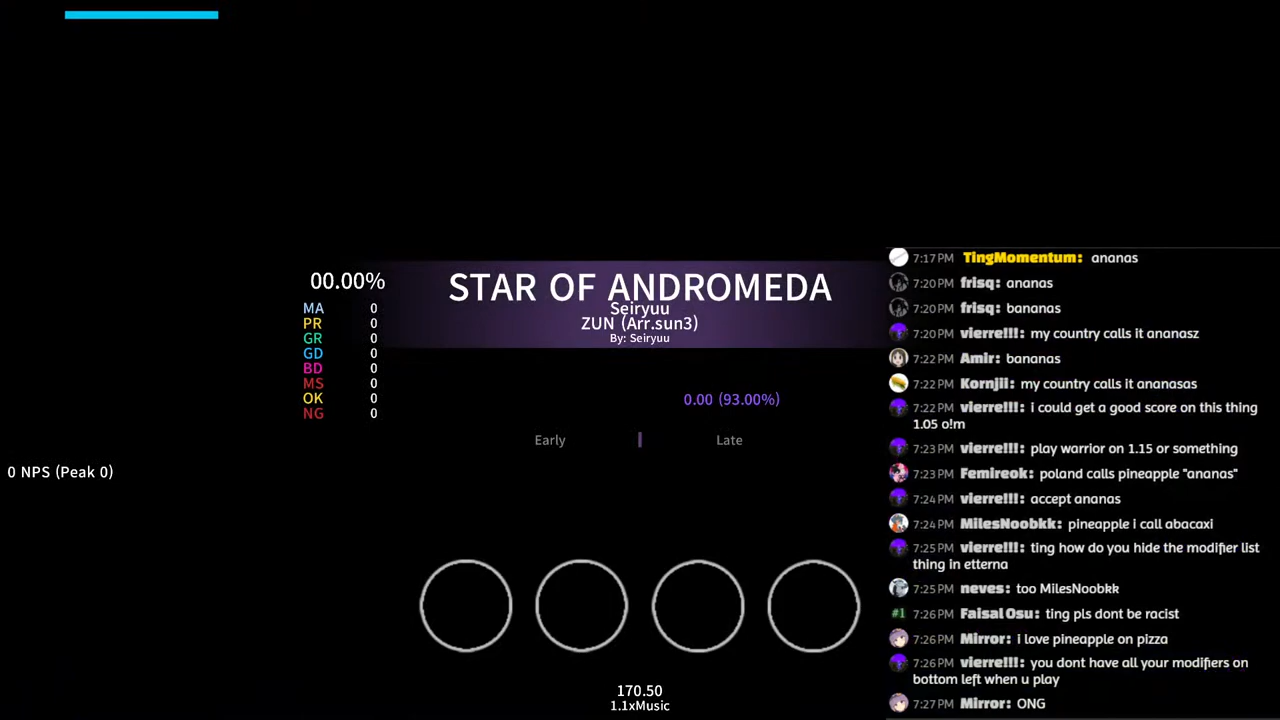 00.00%
MA 0
PR 0
GR 0
GD 0
BD 0
MS 0
OK 0
NG 0
0 NPS (Peak 0)
STAR OF ANDROMEDA
Seiryuu
ZUN (Arr.sun3)
By: Seiryuu
0.00 (93.00%)
Early Late
170.50
1.1xMusic
7:17 PM TingMomentum: ananas
7:20 PM frisq: ananas
7:20 PM frisq: bananas
7:20 PM vierre!!!: my country calls it ananasz
7:22 PM Amir: bananas
7:22 PM Kornjii: my country calls it ananasas
7:22 PM vierre!!!: i could get a good score on this thing
1.05 o!m
7:23 PM vierre!!!: play warrior on 1.15 or something
7:23 PM Femireok: poland calls pineapple "ananas"
7:24 PM vierre!!!: accept ananas
7:24 PM MilesNoobkk: pineapple i call abacaxi
7:25 PM vierre!!!: ting how do you hide the modifier list
thing in etterna
7:25 PM neves: too MilesNoobkk
#1 7:26 PM Faisal Osu: ting pls dont be racist
7:26 PM Mirror: i love pineapple on pizza
7:26 PM vierre!!!: you dont have all your modifiers on
bottom left when u play
7:27 PM Mirror: ONG